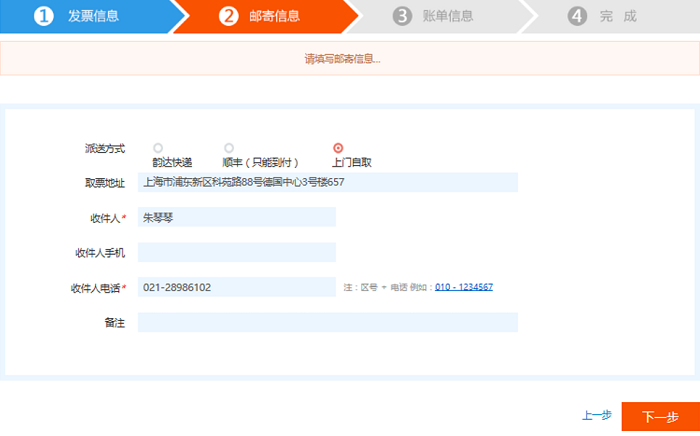 1 发票信息 2 邮寄信息 3 账单信息 4 完 成
请填写邮寄信息...
派送方式
韵达快递 顺丰（只能到付） 上门自取
取票地址 上海市浦东新区科苑路88号德国中心3号楼657
收件人* 朱琴琴
收件人手机
收件人电话* 021-28986102 注：区号 + 电话 例如：010 - 1234567
备注
上一步 下一步